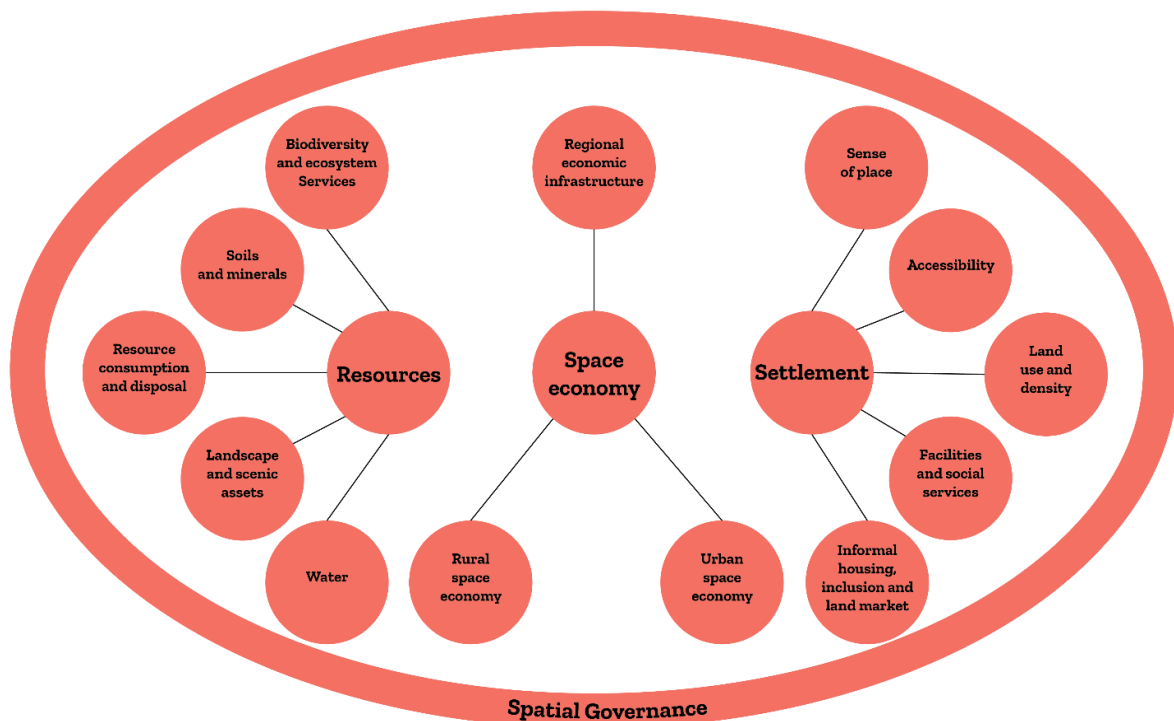 Biodiversity
and ecosystem
Services
Regional
economic
infrastructure
Sense
of place
Soils
and minerals
Accessibility
Resource
consumption
and disposal
Resources
Space
economy
Settlement
Land
use and
density
Landscape
and scenic
assets
Facilities
and social
services
Water
Rural
space
economy
Urban
space
economy
Informal
housing,
inclusion and
land market
Spatial Governance